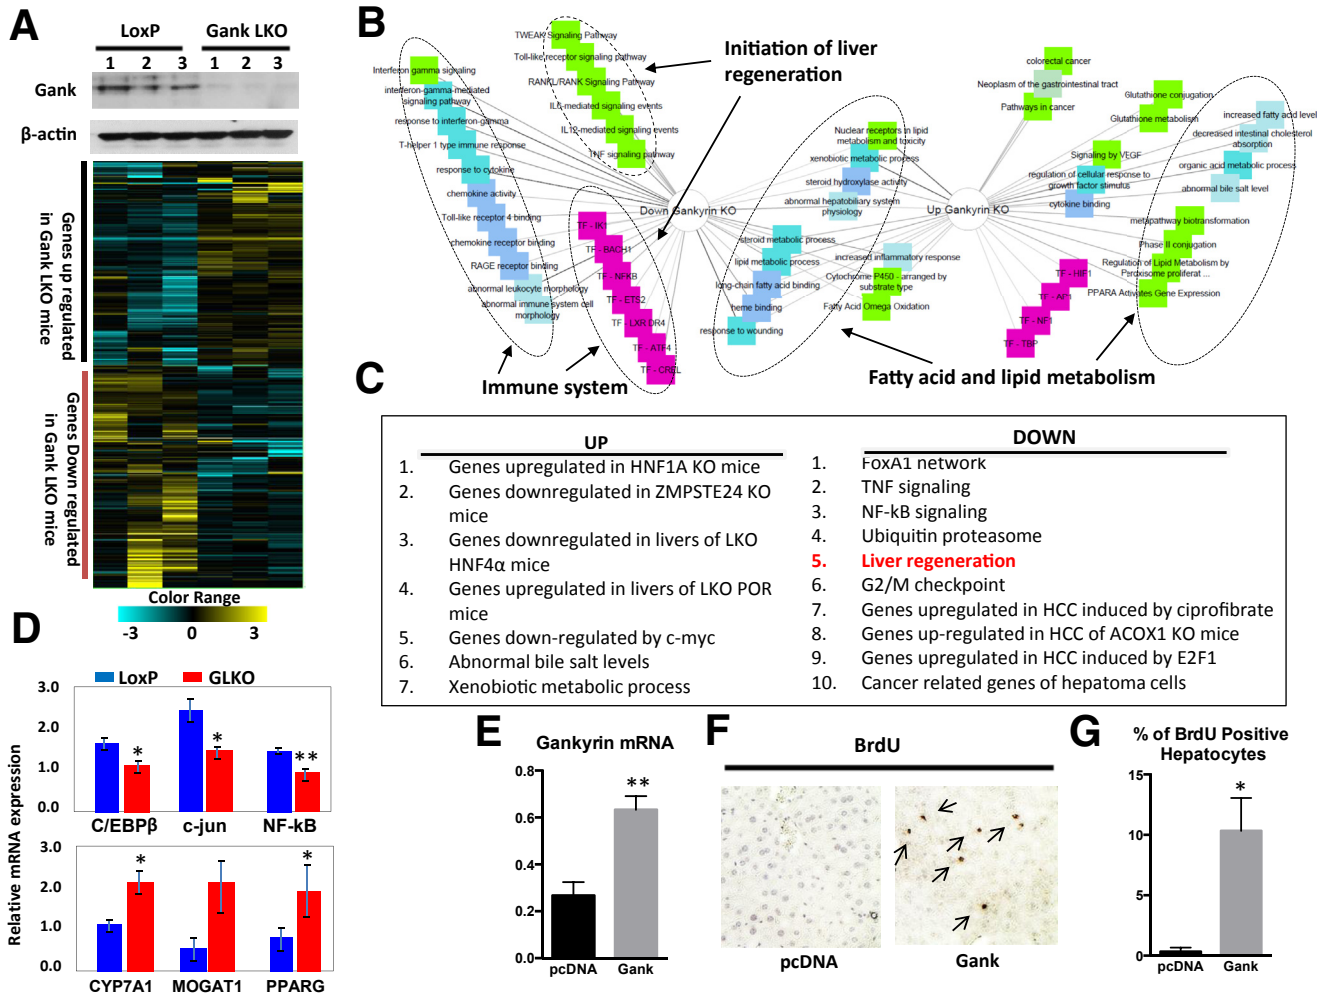 A
LoxP
Gank LKO
1 2 3 1 2 3
Gank
β-actin
Genes up regulated
in Gank LKO mice
Genes Down regulated
in Gank LKO mice
Color Range
-3 0 3
B
TWEAK Signaling Pathway
Toll-like receptor signaling pathway
RANKL/RANK Signaling Pathway
IL6-mediated signaling events
IL12-mediated signaling events
TNF signaling pathway
Initiation of liver
regeneration
Interferon gamma signaling
interferon-gamma-mediated
signaling pathway
response to interferon-gamma
T-helper 1 type immune response
response to cytokine
chemokine activity
Toll-like receptor 4 binding
chemokine receptor binding
RAGE receptor binding
abnormal leukocyte morphology
abnormal immune system cell
morphology
Down Gankyrin KO
TF - IK1
TF - BACH1
TF - NFKB
TF - ETS2
TF - LXR DR4
TF - ATF4
TF - CREL
Immune system
Nuclear receptors in lipid
metabolism and toxicity
xenobiotic metabolic process
steroid hydroxylase activity
abnormal hepatobiliary system
physiology
steroid metabolic process
increased inflammatory response
lipid metabolic process
Cytochrome P450 - arranged by
substrate type
long-chain fatty acid binding
heme binding
Fatty Acid Omega Oxidation
response to wounding
Up Gankyrin KO
colorectal cancer
Neoplasm of the gastrointestinal tract
Pathways in cancer
Glutathione conjugation
Glutathione metabolism
Signaling by VEGF
regulation of cellular response to
growth factor stimulus
cytokine binding
increased fatty acid level
decreased intestinal cholesterol
absorption
organic acid metabolic process
abnormal bile salt level
metapathway biotransformation
Phase II conjugation
Regulation of Lipid Metabolism by
Peroxisome proliferat ...
PPARA Activates Gene Expression
TF - HIF1
TF - AP1
TF - NF1
TF - TBP
Fatty acid and lipid metabolism
C
UP
1. Genes upregulated in HNF1A KO mice
2. Genes downregulated in ZMPSTE24 KO
mice
3. Genes downregulated in livers of LKO
HNF4α mice
4. Genes upregulated in livers of LKO POR
mice
5. Genes down-regulated by c-myc
6. Abnormal bile salt levels
7. Xenobiotic metabolic process
DOWN
1. FoxA1 network
2. TNF signaling
3. NF-kB signaling
4. Ubiquitin proteasome
5. Liver regeneration
6. G2/M checkpoint
7. Genes upregulated in HCC induced by ciprofibrate
8. Genes up-regulated in HCC of ACOX1 KO mice
9. Genes upregulated in HCC induced by E2F1
10. Cancer related genes of hepatoma cells
D
LoxP GLKO
Relative mRNA expression
3.0
2.0
1.0
0.0
* * **
C/EBPβ c-jun NF-kB
3.0
2.0
1.0
0.0
* *
CYP7A1 MOGAT1 PPARG
E
Gankyrin mRNA
0.8
0.6
0.4
0.2
0
**
pcDNA Gank
F
BrdU
pcDNA Gank
G
% of BrdU Positive
Hepatocytes
15
10
5
0
*
pcDNA Gank